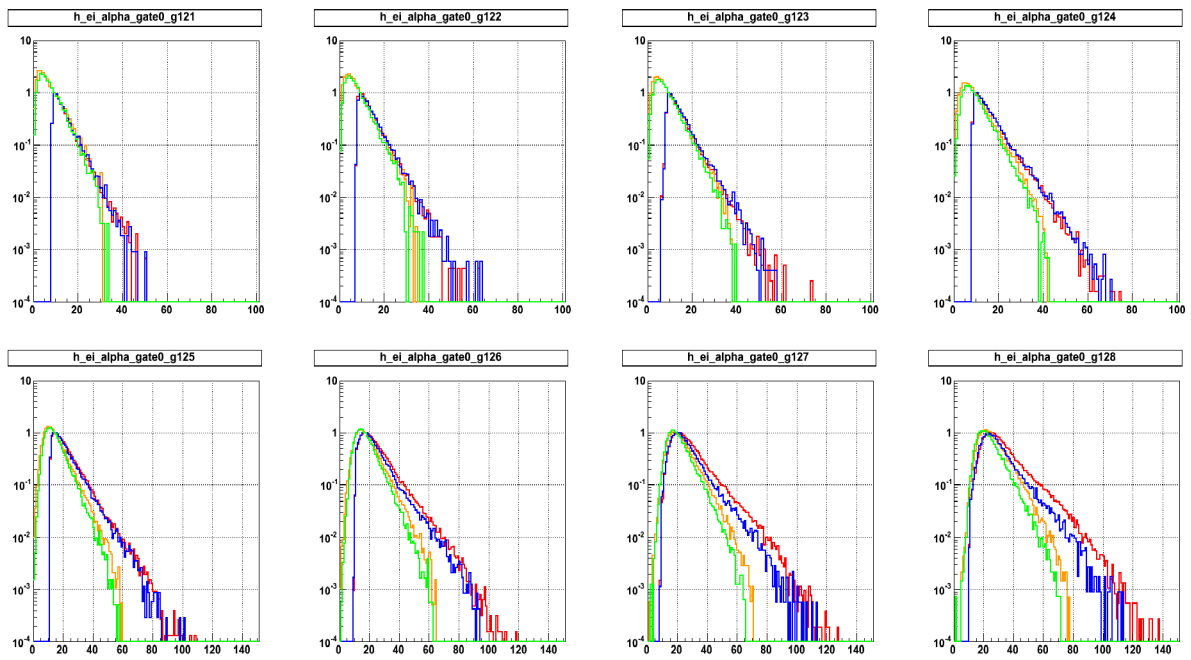 h_ei_alpha_gate0_g121 h_ei_alpha_gate0_g122 h_ei_alpha_gate0_g123 h_ei_alpha_gate0_g124
10 10 10 10
1 1 1 1
10^-1 10^-1 10^-1 10^-1
10^-2 10^-2 10^-2 10^-2
10^-3 10^-3 10^-3 10^-3
10^-4 10^-4 10^-4 10^-4
0 20 40 60 80 100 0 20 40 60 80 100 0 20 40 60 80 100 0 20 40 60 80 100
h_ei_alpha_gate0_g125 h_ei_alpha_gate0_g126 h_ei_alpha_gate0_g127 h_ei_alpha_gate0_g128
10 10 10 10
1 1 1 1
10^-1 10^-1 10^-1 10^-1
10^-2 10^-2 10^-2 10^-2
10^-3 10^-3 10^-3 10^-3
10^-4 10^-4 10^-4 10^-4
0 20 40 60 80 100 120 140 0 20 40 60 80 100 120 140 0 20 40 60 80 100 120 140 0 20 40 60 80 100 120 140